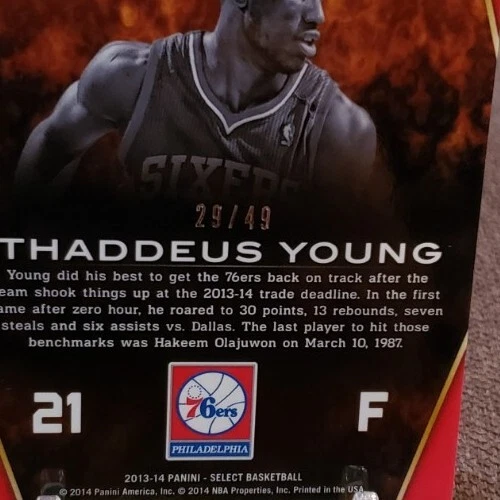 SIXERS
29/49
THADDEUS YOUNG
Young did his best to get the 76ers back on track after the
eam shook things up at the 2013-14 trade deadline. In the first
ame after zero hour, he roared to 30 points, 13 rebounds, seven
steals and six assists vs. Dallas. The last player to hit those
benchmarks was Hakeem Olajuwon on March 10, 1987.
21
76ers
F
PHILADELPHIA
2013-14 PANINI - SELECT BASKETBALL
© 2014 Panini America, Inc. © 2014 NBA Properties, Inc. Printed in the USA